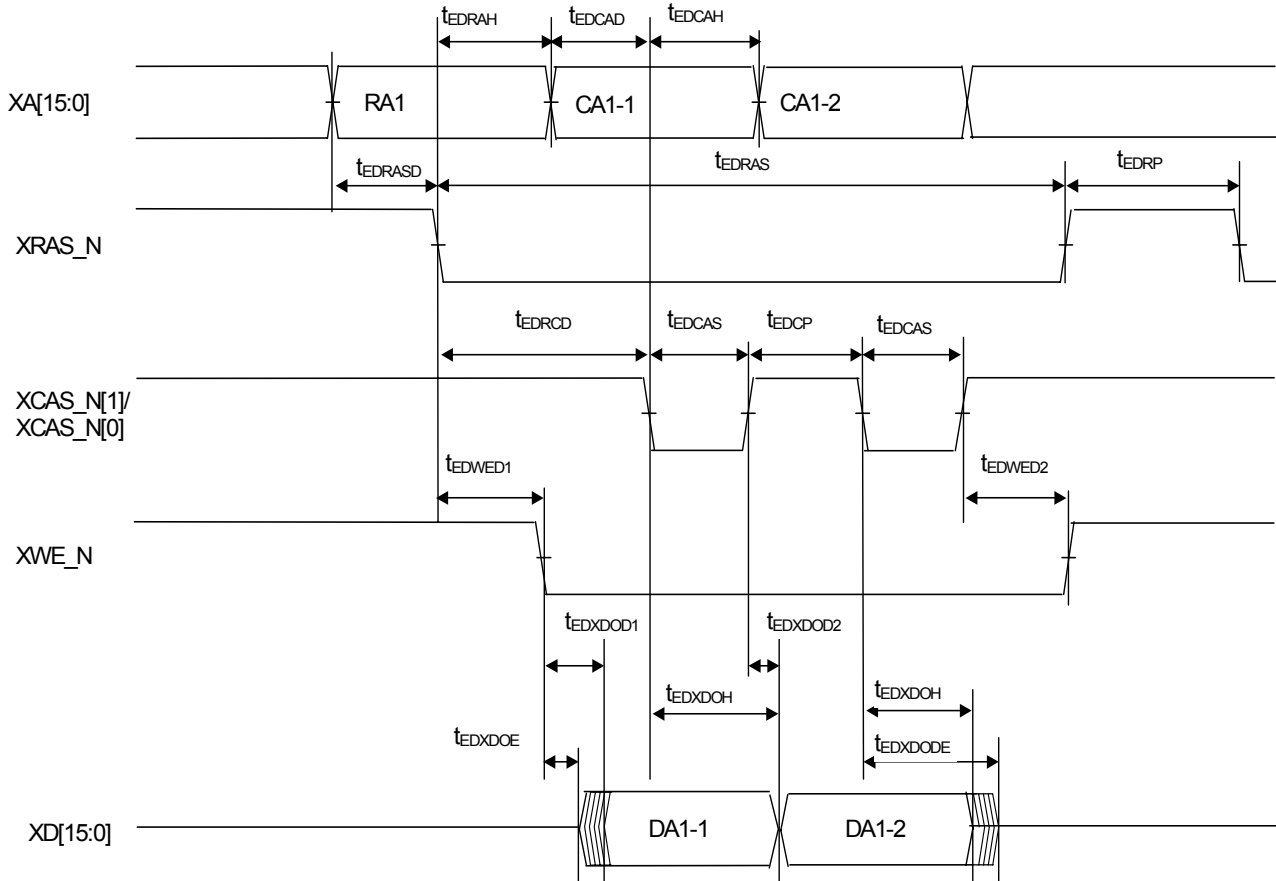 tEDRAH
tEDCAD
tEDCAH
XA[15:0]
RA1
CA1-1
CA1-2
tEDRASD
tEDRAS
tEDRP
XRAS_N
tEDRCD
tEDCAS
tEDCP
tEDCAS
XCAS_N[1]/
XCAS_N[0]
tEDWED1
tEDWED2
XWE_N
tEDXDOD1
tEDXDOD2
tEDXDOH
tEDXDOH
tEDXDOE
tEDXDODE
XD[15:0]
DA1-1
DA1-2